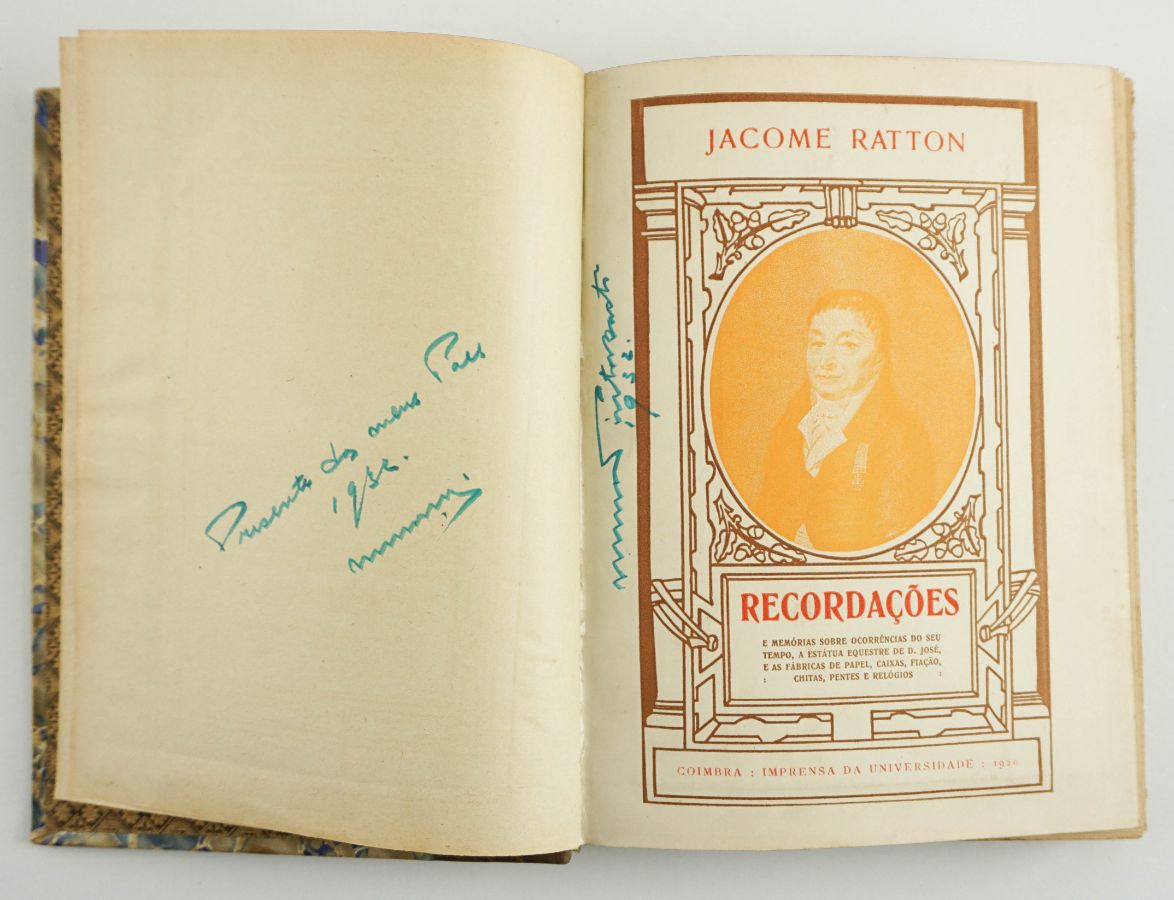 Presente dos meus Pais
1932.
1932.
JACOME RATTON
RECORDAÇÕES
E MEMÓRIAS SOBRE OCORRÊNCIAS DO SEU
TEMPO, A ESTÁTUA EQUESTRE DE D. JOSÉ,
E AS FÁBRICAS DE PAPEL, CAIXAS, FIAÇÃO,
: CHITAS, PENTES E RELÓGIOS :
COIMBRA : IMPRENSA DA UNIVERSIDADE : 1920